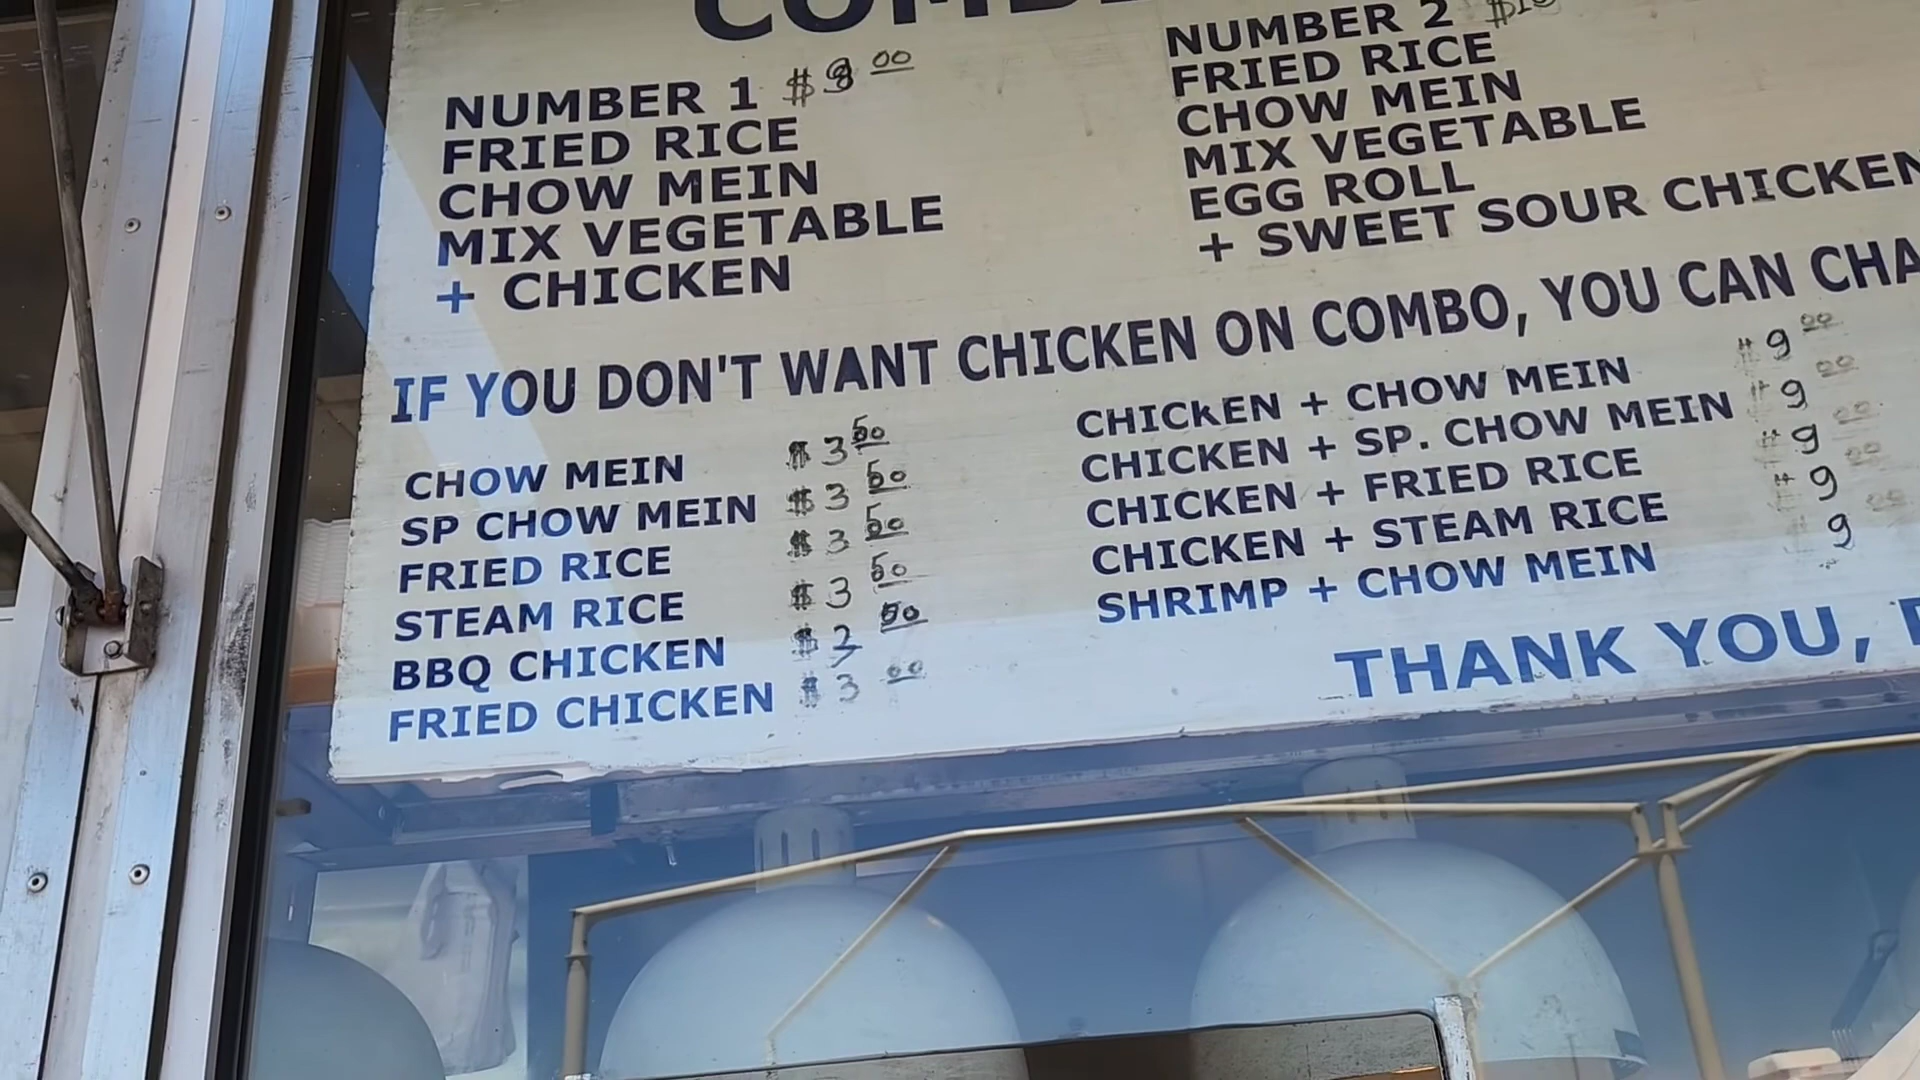 NUMBER 1 $9 00
FRIED RICE
CHOW MEIN
MIX VEGETABLE
+ CHICKEN
NUMBER 2
FRIED RICE
CHOW MEIN
MIX VEGETABLE
EGG ROLL
+ SWEET SOUR CHICKEN
IF YOU DON'T WANT CHICKEN ON COMBO, YOU CAN
CHOW MEIN $3 50
SP CHOW MEIN $3 50
FRIED RICE $3 50
STEAM RICE $3 50
BBQ CHICKEN 50
FRIED CHICKEN $3 00
CHICKEN + CHOW MEIN $9 00
CHICKEN + SP. CHOW MEIN $9 00
CHICKEN + FRIED RICE $9 00
CHICKEN + STEAM RICE $9 00
SHRIMP + CHOW MEIN 9 00
THANK YOU,